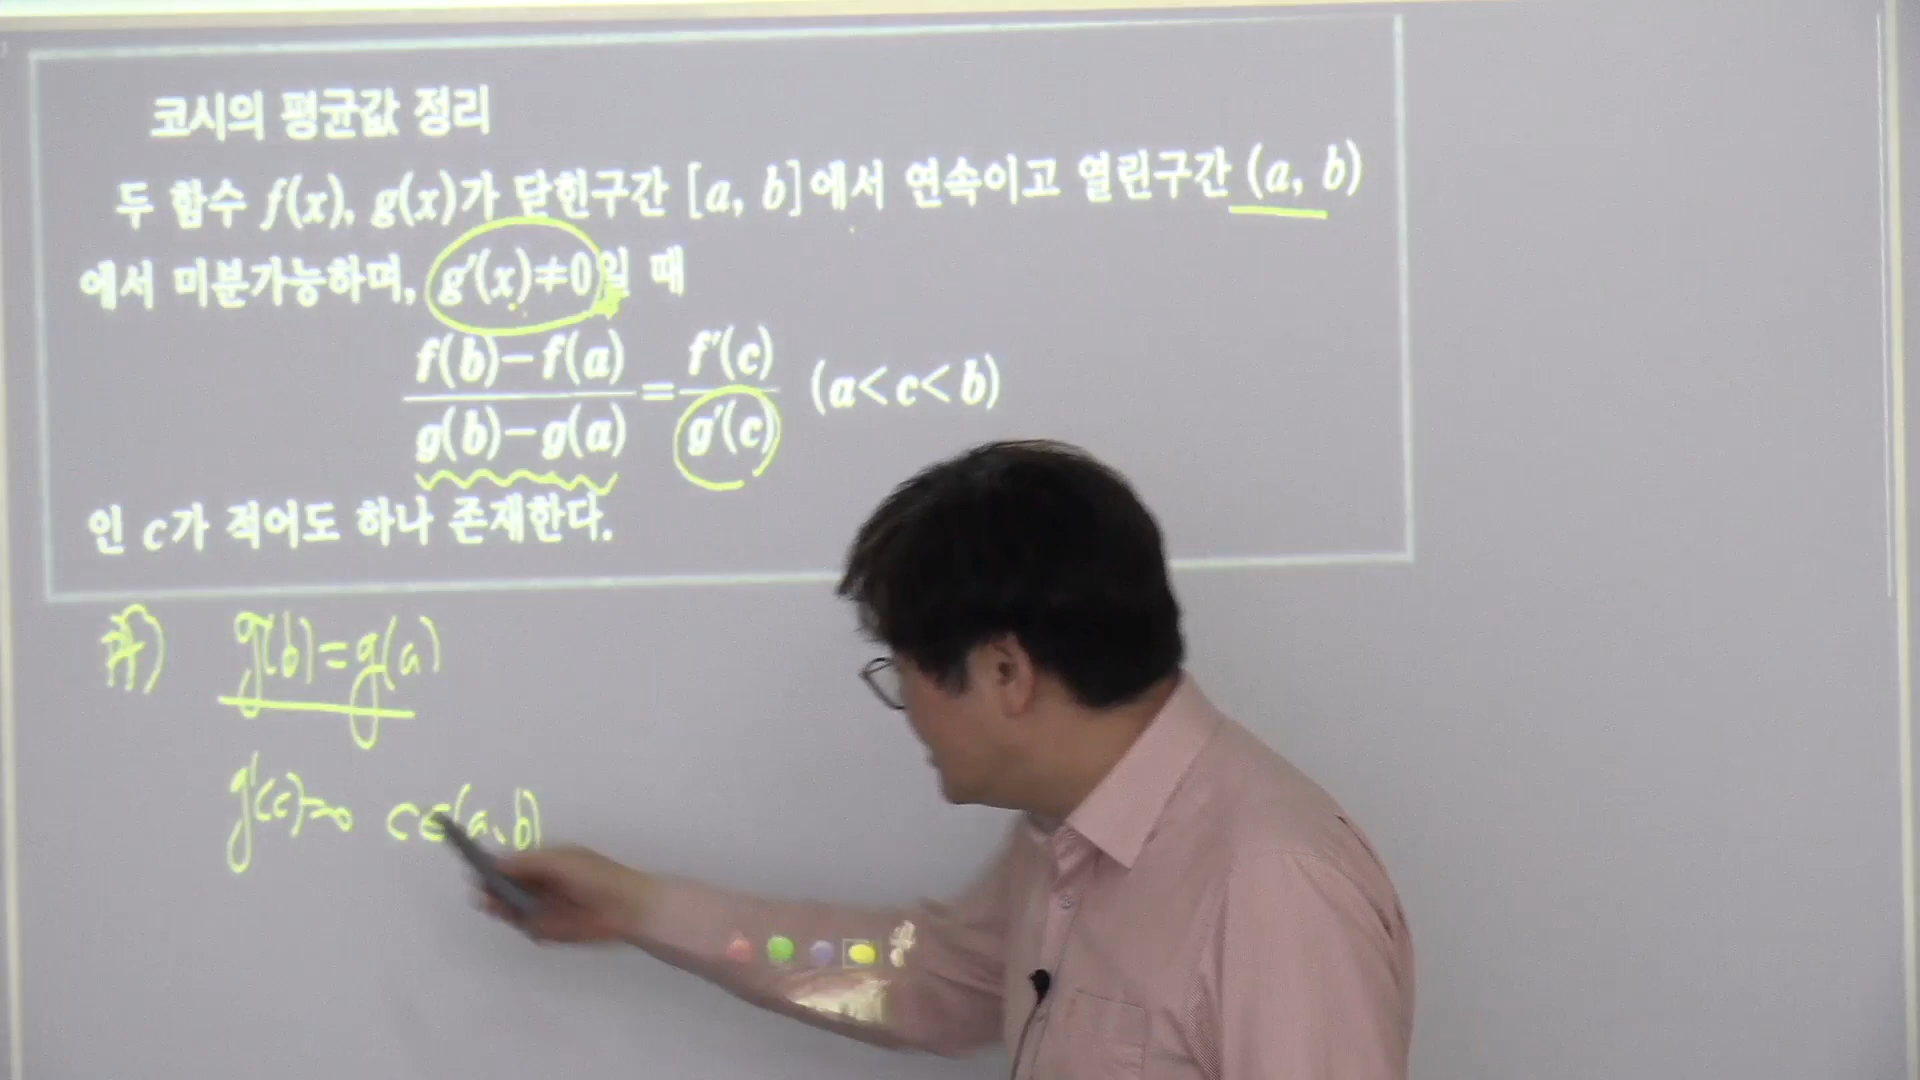 코시의 평균값 정리
두 함수 f(x), g(x)가 닫힌구간 [a, b]에서 연속이고 열린구간 (a, b)
에서 미분가능하며, g′(x)≠0일 때
f(b)−f(a) / g(b)−g(a) = f′(c) / g′(c) (a<c<b)
인 c가 적어도 하나 존재한다.
g(b)=g(a)
g'(c)=0 c∈(a, b)